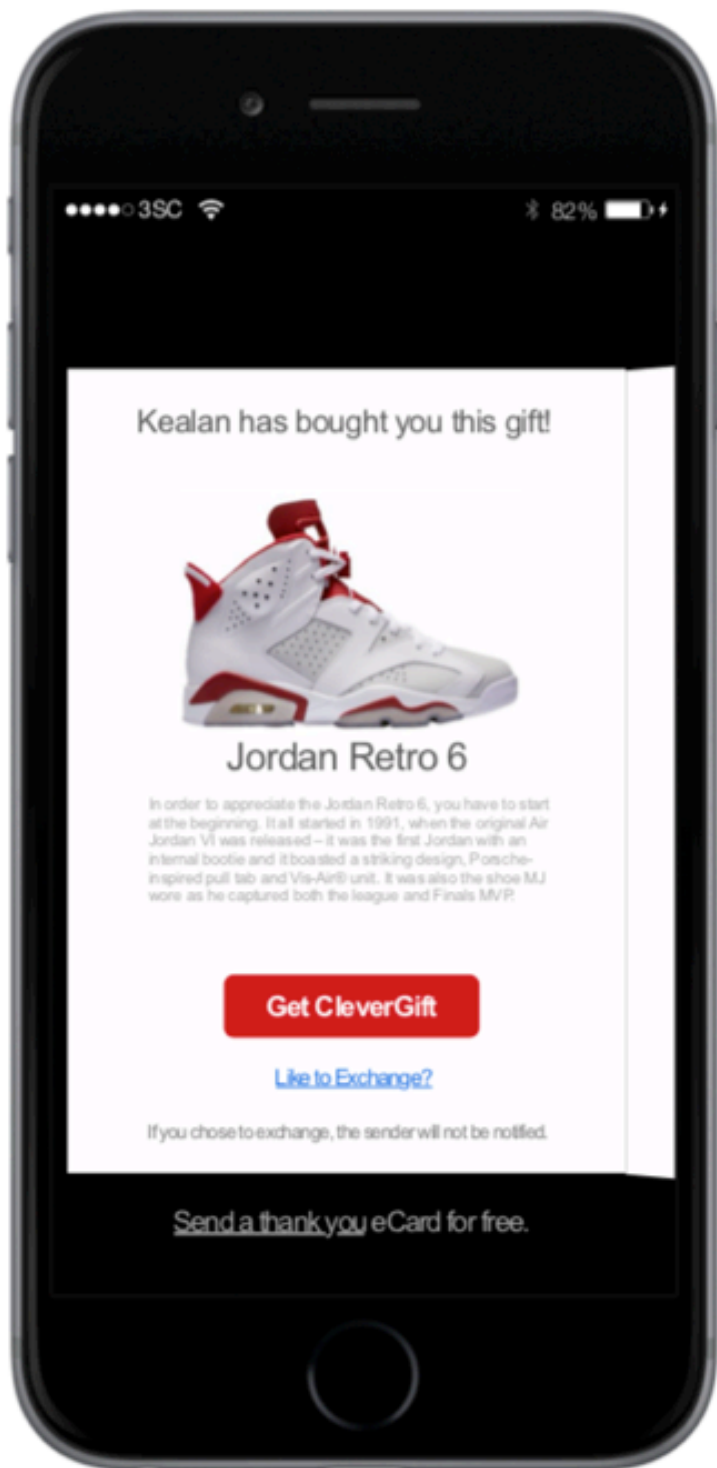 3SC
82%
Kealan has bought you this gift!
Jordan Retro 6
In order to appreciate the Jordan Retro 6, you have to start
at the beginning. It all started in 1991, when the original Air
Jordan VI was released – it was the first Jordan with an
internal bootie and it boasted a striking design, Porsche-
inspired pull tab and Vis-Air® unit. It was also the shoe MJ
wore as he captured both the league and Finals MVP.
Get CleverGift
Like to Exchange?
If you chose to exchange, the sender will not be notified.
Send a thank you eCard for free.